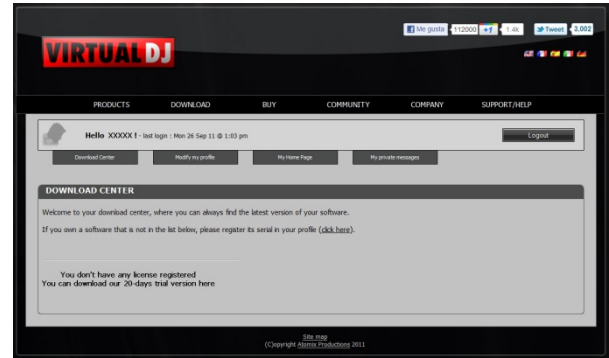 Me gusta 112000 +1 1.4k Tweet 3,002
VIRTUAL DJ
PRODUCTS DOWNLOAD BUY COMMUNITY COMPANY SUPPORT/HELP
Hello XXXXX ! - last login : Mon 26 Sep 11 @ 1:03 pm Logout
Download Center Modify my profile My Home Page My private messages
DOWNLOAD CENTER
Welcome to your download center, where you can always find the latest version of your software.
If you own a software that is not in the list below, please register its serial in your profile (click here).
You don't have any license registered
You can download our 20-days trial version here
Site map
(C)opyright Atomix Productions 2011